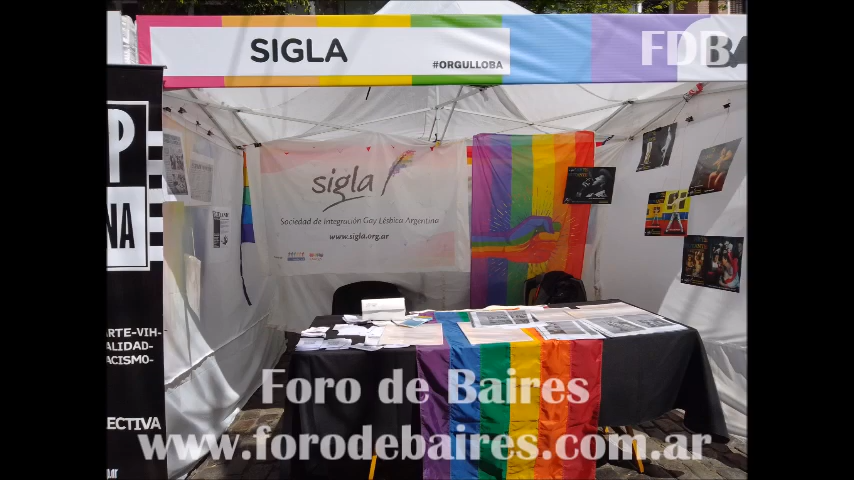 SIGLA
#ORGULLOBA
FDB
BA
P
NA
sigla
Sociedad de Integración Gay Lésbica Argentina
www.sigla.org.ar
ARTE-VIH-
ALIDAD-
ACISMO-
ECTIVA
Foro de Baires
www.forodebaires.com.ar